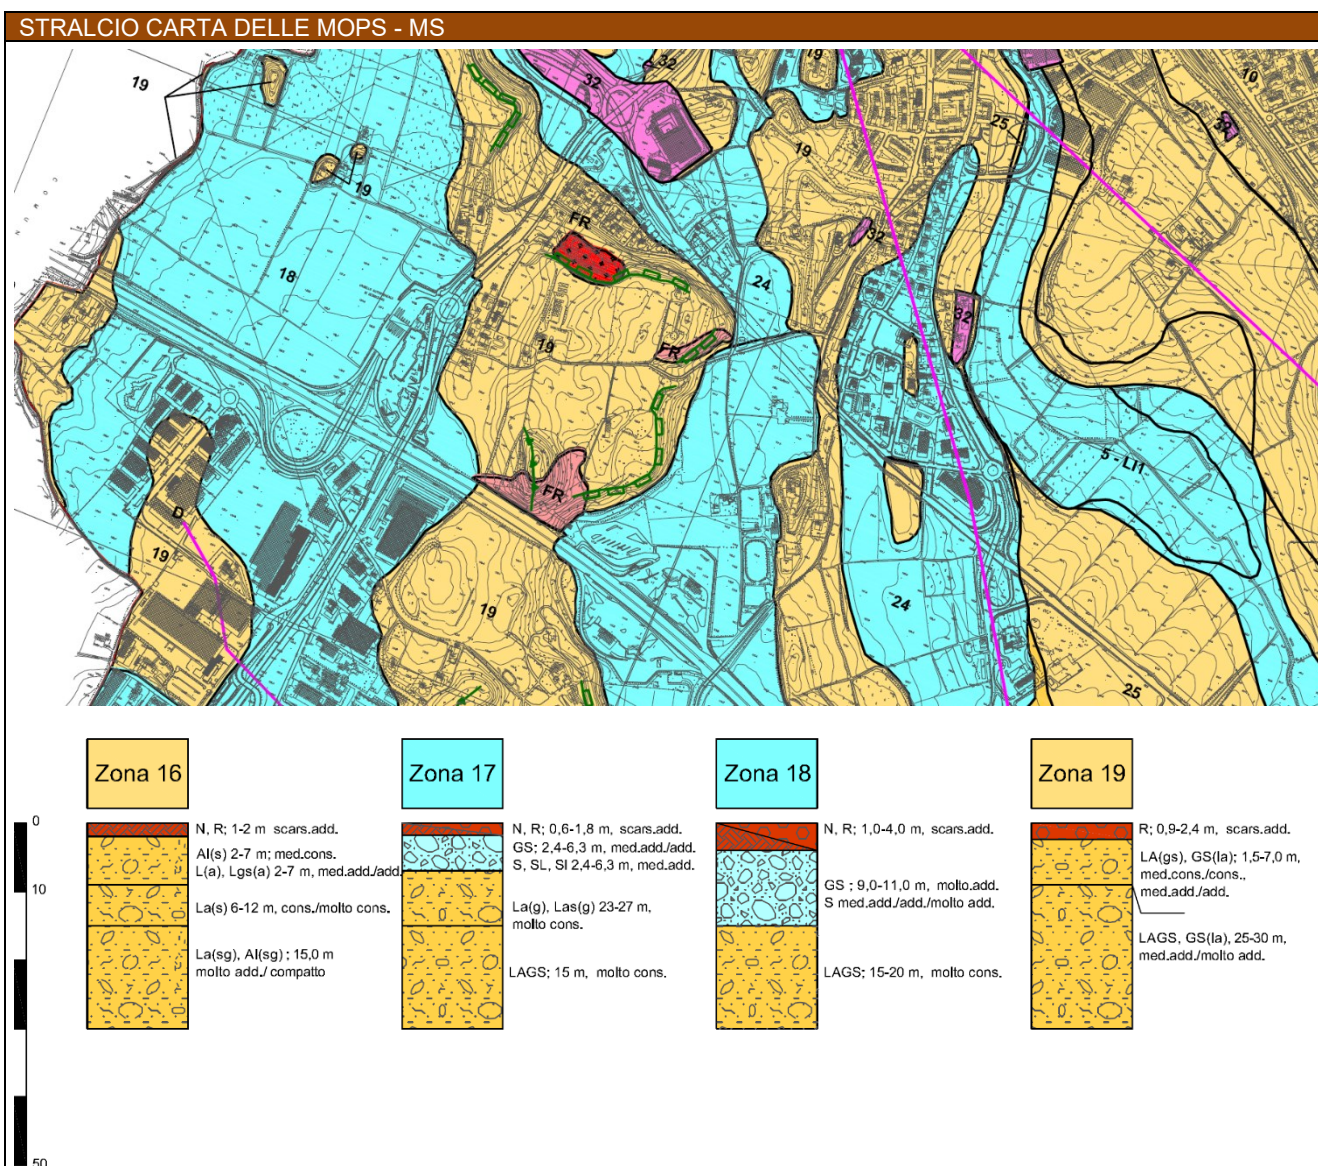 STRALCIO CARTA DELLE MOPS - MS
19
32
32
19
10
25
32
19
19
FR
32
18
24
32
19
FR
5 - LI1
FR
D
19
19
24
25
Zona 16
Zona 17
Zona 18
Zona 19
0
10
50
N, R; 1-2 m scars.add.
Al(s) 2-7 m; med.cons.
L(a), Lgs(a) 2-7 m, med.add./add.
La(s) 6-12 m, cons./molto cons.
La(sg), Al(sg) ; 15,0 m
molto add./ compatto
N, R; 0,6-1,8 m, scars.add.
GS; 2,4-6,3 m, med.add./add.
S, SL, SI 2,4-6,3 m, med.add.
La(g), Las(g) 23-27 m,
molto cons.
LAGS; 15 m, molto cons.
N, R; 1,0-4,0 m, scars.add.
GS ; 9,0-11,0 m, molto.add.
S med.add./add./molto add.
LAGS; 15-20 m, molto cons.
R; 0,9-2,4 m, scars.add.
LA(gs), GS(la); 1,5-7,0 m,
med.cons./cons.,
med.add./add.
LAGS, GS(la), 25-30 m,
med.add./molto add.